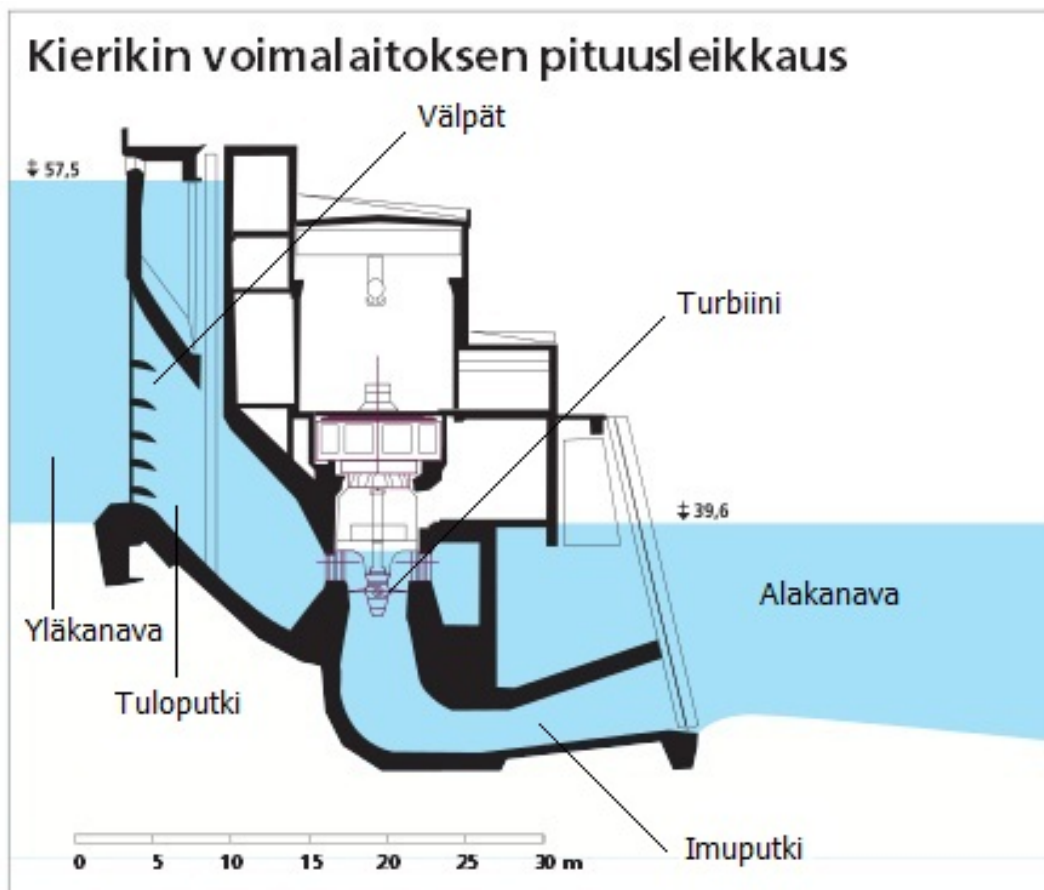 Kierikin voimalaitoksen pituusleikkaus
Välpät
57,5
Turbiini
39,6
Alakanava
Yläkanava
Tuloputki
Imuputki
0 5 10 15 20 25 30 m